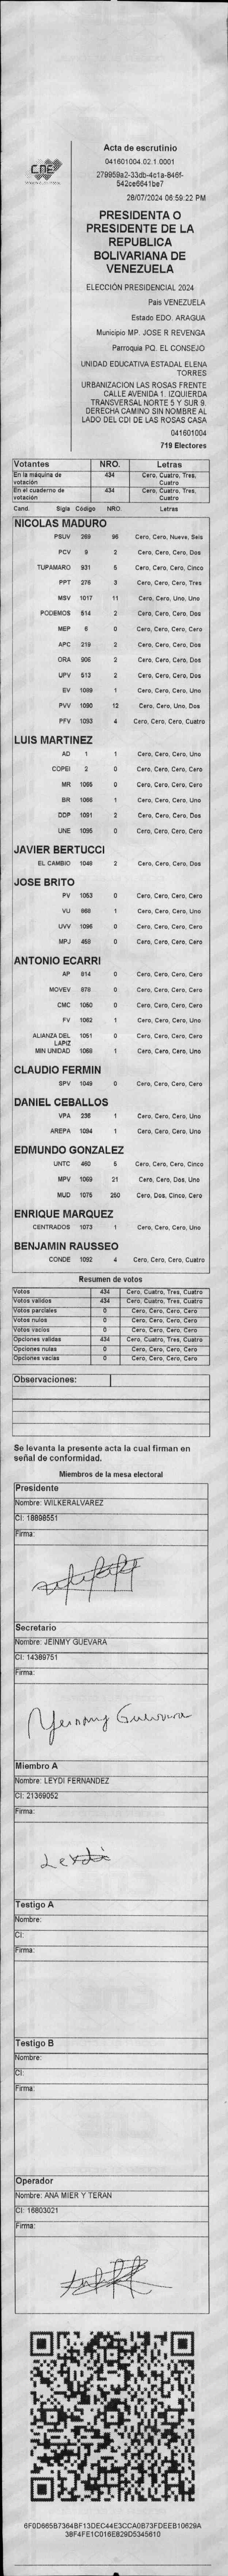 CNE
Acta de escrutinio
041601004.02.1.0001
279959a2-33db-4c1a-846f-
542ce6641be7
28/07/2024 06:59:22 PM
PRESIDENTA O
PRESIDENTE DE LA
REPUBLICA
BOLIVARIANA DE
VENEZUELA
ELECCIÓN PRESIDENCIAL 2024
Pais VENEZUELA
Estado EDO. ARAGUA
Municipio MP. JOSE R REVENGA
Parroquia PQ. EL CONSEJO
UNIDAD EDUCATIVA ESTADAL ELENA
TORRES
URBANIZACION LAS ROSAS FRENTE
CALLE AVENIDA 1. IZQUIERDA
TRANSVERSAL NORTE 5 Y SUR 9.
DERECHA CAMINO SIN NOMBRE AL
LADO DEL CDI DE LAS ROSAS CASA
041601004
719 Electores
Votantes NRO. Letras
En la máquina de votación 434 Cero, Cuatro, Tres, Cuatro
En el cuaderno de votación 434 Cero, Cuatro, Tres, Cuatro
Cand. Sigla Código NRO. Letras
NICOLAS MADURO
PSUV 269 96 Cero, Cero, Nueve, Seis
PCV 9 2 Cero, Cero, Cero, Dos
TUPAMARO 931 5 Cero, Cero, Cero, Cinco
PPT 276 3 Cero, Cero, Cero, Tres
MSV 1017 11 Cero, Cero, Uno, Uno
PODEMOS 514 2 Cero, Cero, Cero, Dos
MEP 6 0 Cero, Cero, Cero, Cero
APC 219 2 Cero, Cero, Cero, Dos
ORA 906 2 Cero, Cero, Cero, Dos
UPV 513 2 Cero, Cero, Cero, Dos
EV 1089 1 Cero, Cero, Cero, Uno
PVV 1090 12 Cero, Cero, Uno, Dos
PFV 1093 4 Cero, Cero, Cero, Cuatro
LUIS MARTINEZ
AD 1 1 Cero, Cero, Cero, Uno
COPEI 2 0 Cero, Cero, Cero, Cero
MR 1065 0 Cero, Cero, Cero, Cero
BR 1066 1 Cero, Cero, Cero, Uno
DDP 1091 2 Cero, Cero, Cero, Dos
UNE 1095 0 Cero, Cero, Cero, Cero
JAVIER BERTUCCI
EL CAMBIO 1048 2 Cero, Cero, Cero, Dos
JOSE BRITO
PV 1053 0 Cero, Cero, Cero, Cero
VU 868 1 Cero, Cero, Cero, Uno
UVV 1096 0 Cero, Cero, Cero, Cero
MPJ 459 0 Cero, Cero, Cero, Cero
ANTONIO ECARRI
AP 914 0 Cero, Cero, Cero, Cero
MOVEV 878 0 Cero, Cero, Cero, Cero
CMC 1050 0 Cero, Cero, Cero, Cero
FV 1062 1 Cero, Cero, Cero, Uno
ALIANZA DEL LAPIZ 1051 0 Cero, Cero, Cero, Cero
MIN UNIDAD 1058 1 Cero, Cero, Cero, Uno
CLAUDIO FERMIN
SPV 1049 0 Cero, Cero, Cero, Cero
DANIEL CEBALLOS
VPA 236 1 Cero, Cero, Cero, Uno
AREPA 1094 1 Cero, Cero, Cero, Uno
EDMUNDO GONZALEZ
UNTC 460 5 Cero, Cero, Cero, Cinco
MPV 1069 21 Cero, Cero, Dos, Uno
MUD 1075 250 Cero, Dos, Cinco, Cero
ENRIQUE MARQUEZ
CENTRADOS 1073 1 Cero, Cero, Cero, Uno
BENJAMIN RAUSSEO
CONDE 1092 4 Cero, Cero, Cero, Cuatro
Resumen de votos
Votos 434 Cero, Cuatro, Tres, Cuatro
Votos validos 434 Cero, Cuatro, Tres, Cuatro
Votos parciales 0 Cero, Cero, Cero, Cero
Votos nulos 0 Cero, Cero, Cero, Cero
Votos vacios 0 Cero, Cero, Cero, Cero
Opciones validas 434 Cero, Cuatro, Tres, Cuatro
Opciones nulas 0 Cero, Cero, Cero, Cero
Opciones vacias 0 Cero, Cero, Cero, Cero
Observaciones:
Se levanta la presente acta la cual firman en
señal de conformidad.
Miembros de la mesa electoral
Presidente
Nombre: WILKERALVAREZ
CI: 18898551
Firma:
Secretario
Nombre: JEINMY GUEVARA
CI: 14389751
Firma:
Yeinmy Guevara
Miembro A
Nombre: LEYDI FERNANDEZ
CI: 21369052
Firma:
Leydi
Testigo A
Nombre:
CI:
Firma:
Testigo B
Nombre:
CI:
Firma:
Operador
Nombre: ANA MIER Y TERAN
CI: 16803021
Firma:
6F0D665B7364BF13DEC44E3CCA0B73FDEEB10629A
38F4FE1C016E829D5345610